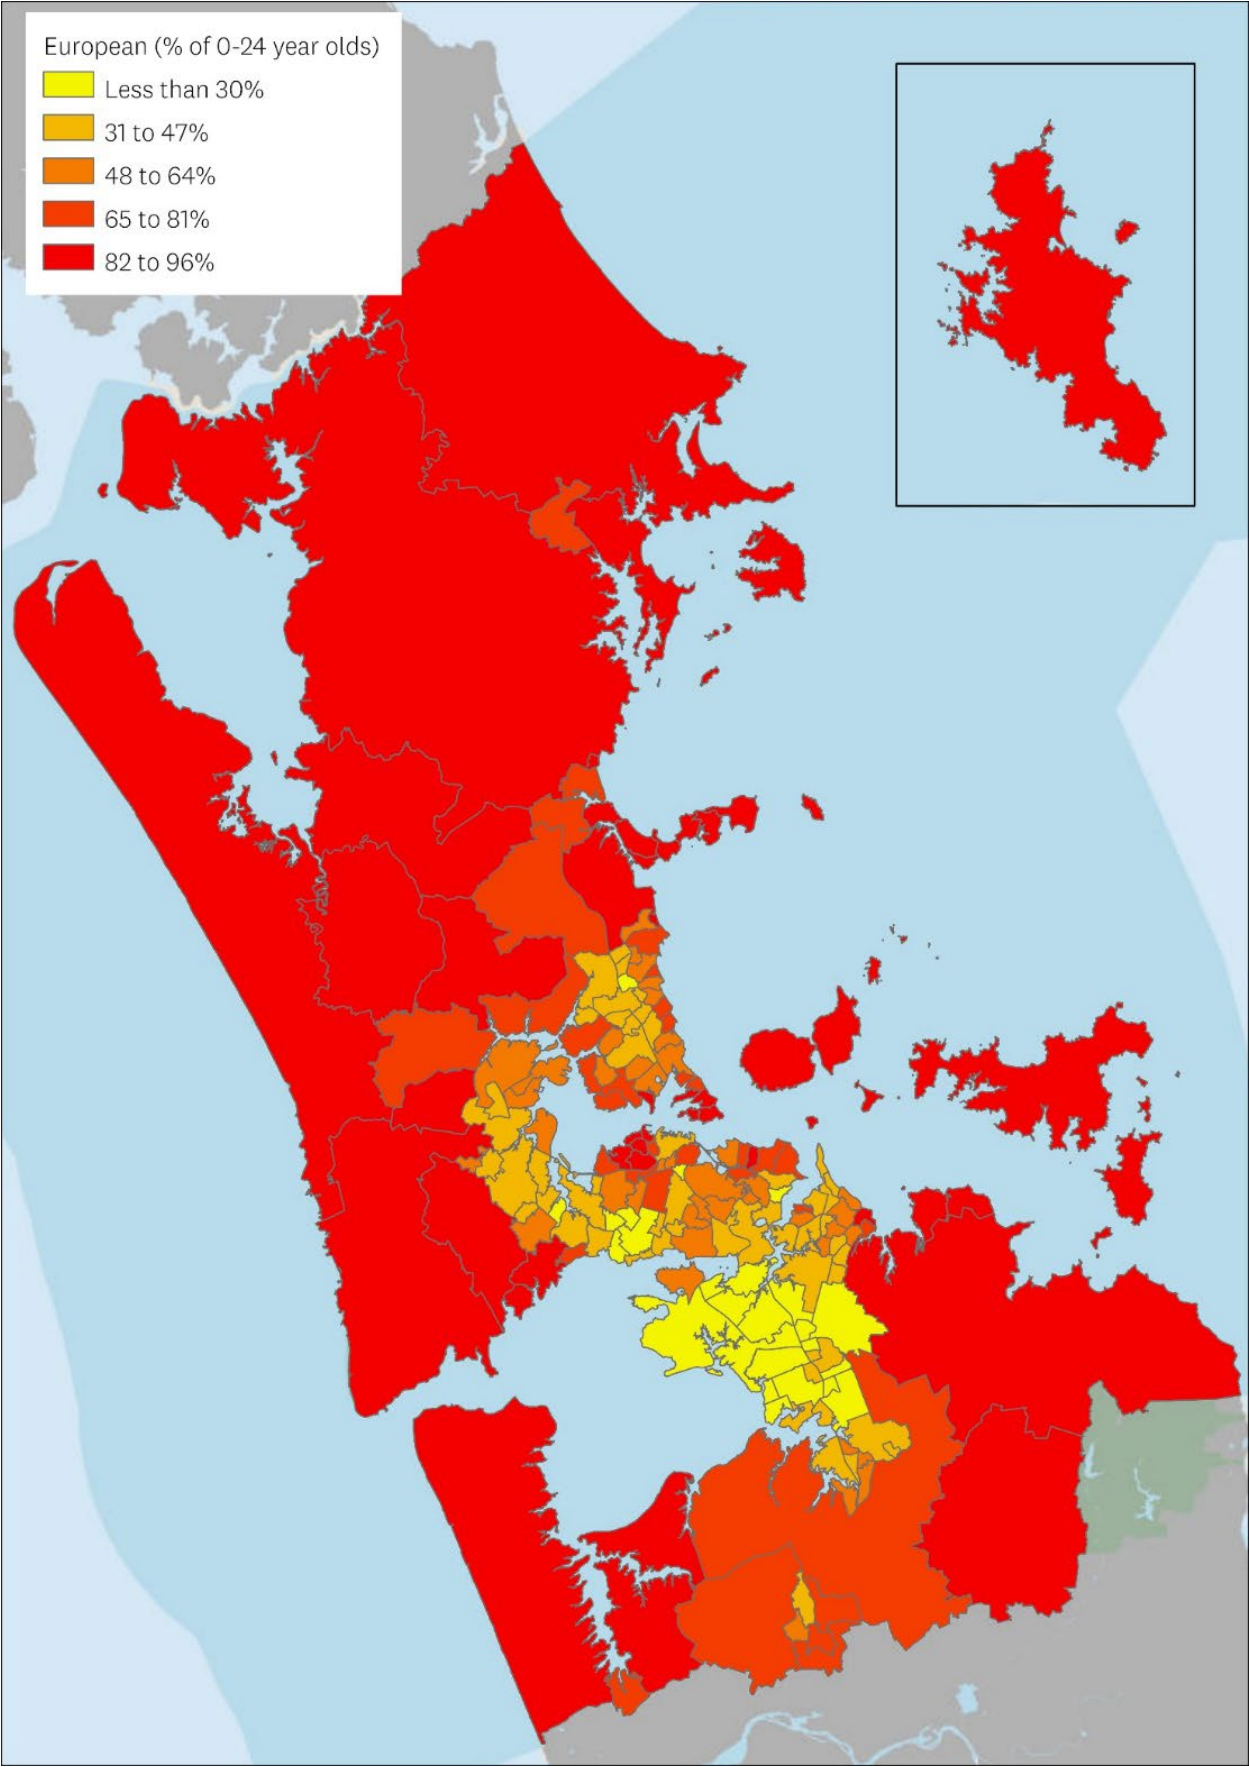 European (% of 0-24 year olds)
Less than 30%
31 to 47%
48 to 64%
65 to 81%
82 to 96%